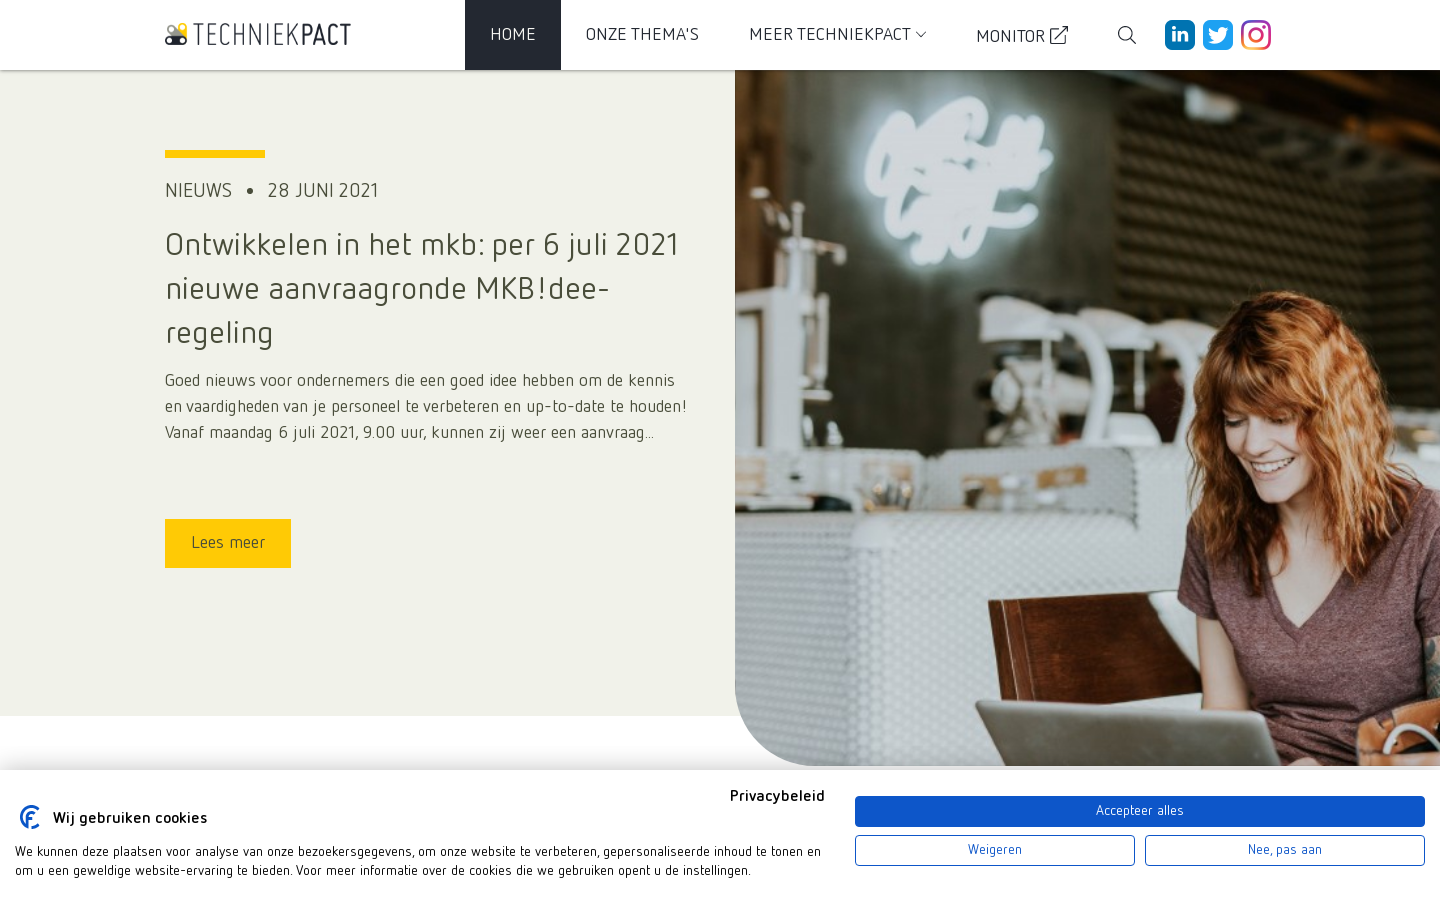 TECHNIEKPACT
HOME
ONZE THEMA'S
MEER TECHNIEKPACT
MONITOR
NIEUWS • 28 JUNI 2021
Ontwikkelen in het mkb: per 6 juli 2021
nieuwe aanvraagronde MKB!dee-
regeling
Goed nieuws voor ondernemers die een goed idee hebben om de kennis
en vaardigheden van je personeel te verbeteren en up-to-date te houden!
Vanaf maandag 6 juli 2021, 9.00 uur, kunnen zij weer een aanvraag...
Lees meer
Privacybeleid
Wij gebruiken cookies
We kunnen deze plaatsen voor analyse van onze bezoekersgegevens, om onze website te verbeteren, gepersonaliseerde inhoud te tonen en
om u een geweldige website-ervaring te bieden. Voor meer informatie over de cookies die we gebruiken opent u de instellingen.
Accepteer alles
Weigeren
Nee, pas aan